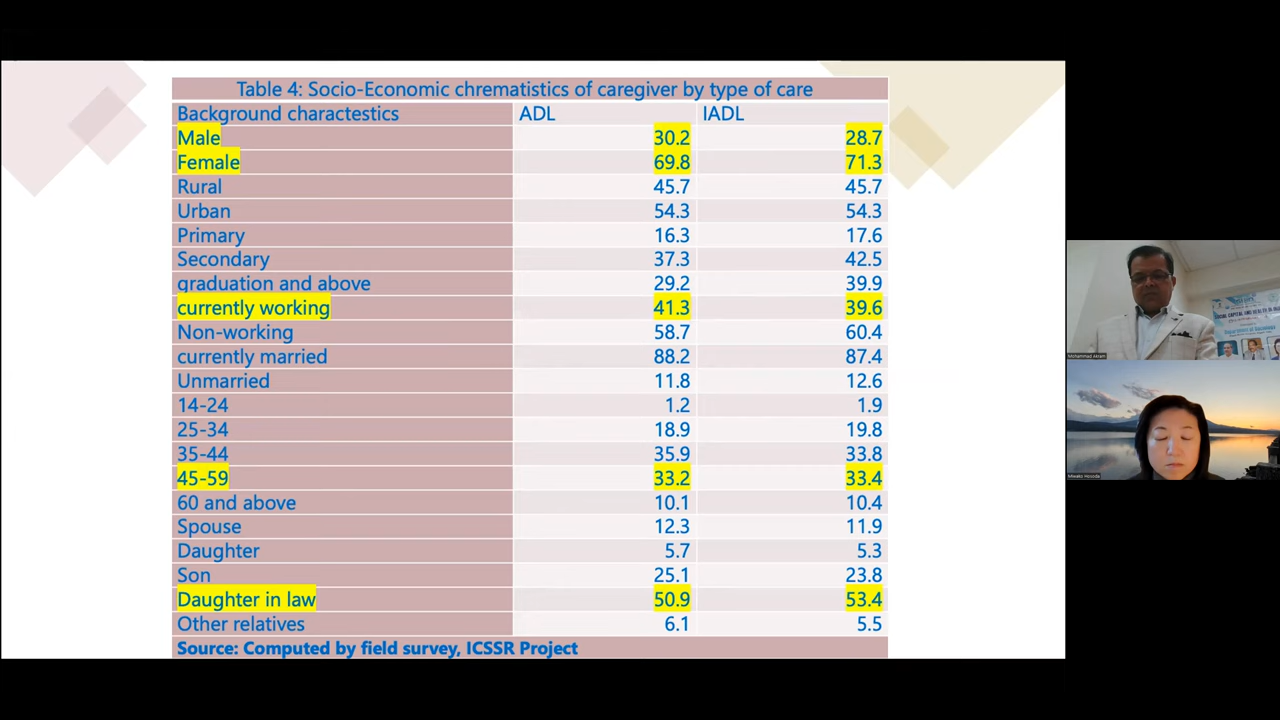 Table 4: Socio-Economic chrematistics of caregiver by type of care
Background charactestics ADL IADL
Male 30.2 28.7
Female 69.8 71.3
Rural 45.7 45.7
Urban 54.3 54.3
Primary 16.3 17.6
Secondary 37.3 42.5
graduation and above 29.2 39.9
currently working 41.3 39.6
Non-working 58.7 60.4
currently married 88.2 87.4
Unmarried 11.8 12.6
14-24 1.2 1.9
25-34 18.9 19.8
35-44 35.9 33.8
45-59 33.2 33.4
60 and above 10.1 10.4
Spouse 12.3 11.9
Daughter 5.7 5.3
Son 25.1 23.8
Daughter in law 50.9 53.4
Other relatives 6.1 5.5
Source: Computed by field survey, ICSSR Project
SOCIAL CAPITAL AND HEALTH IN
Mohammad Akram